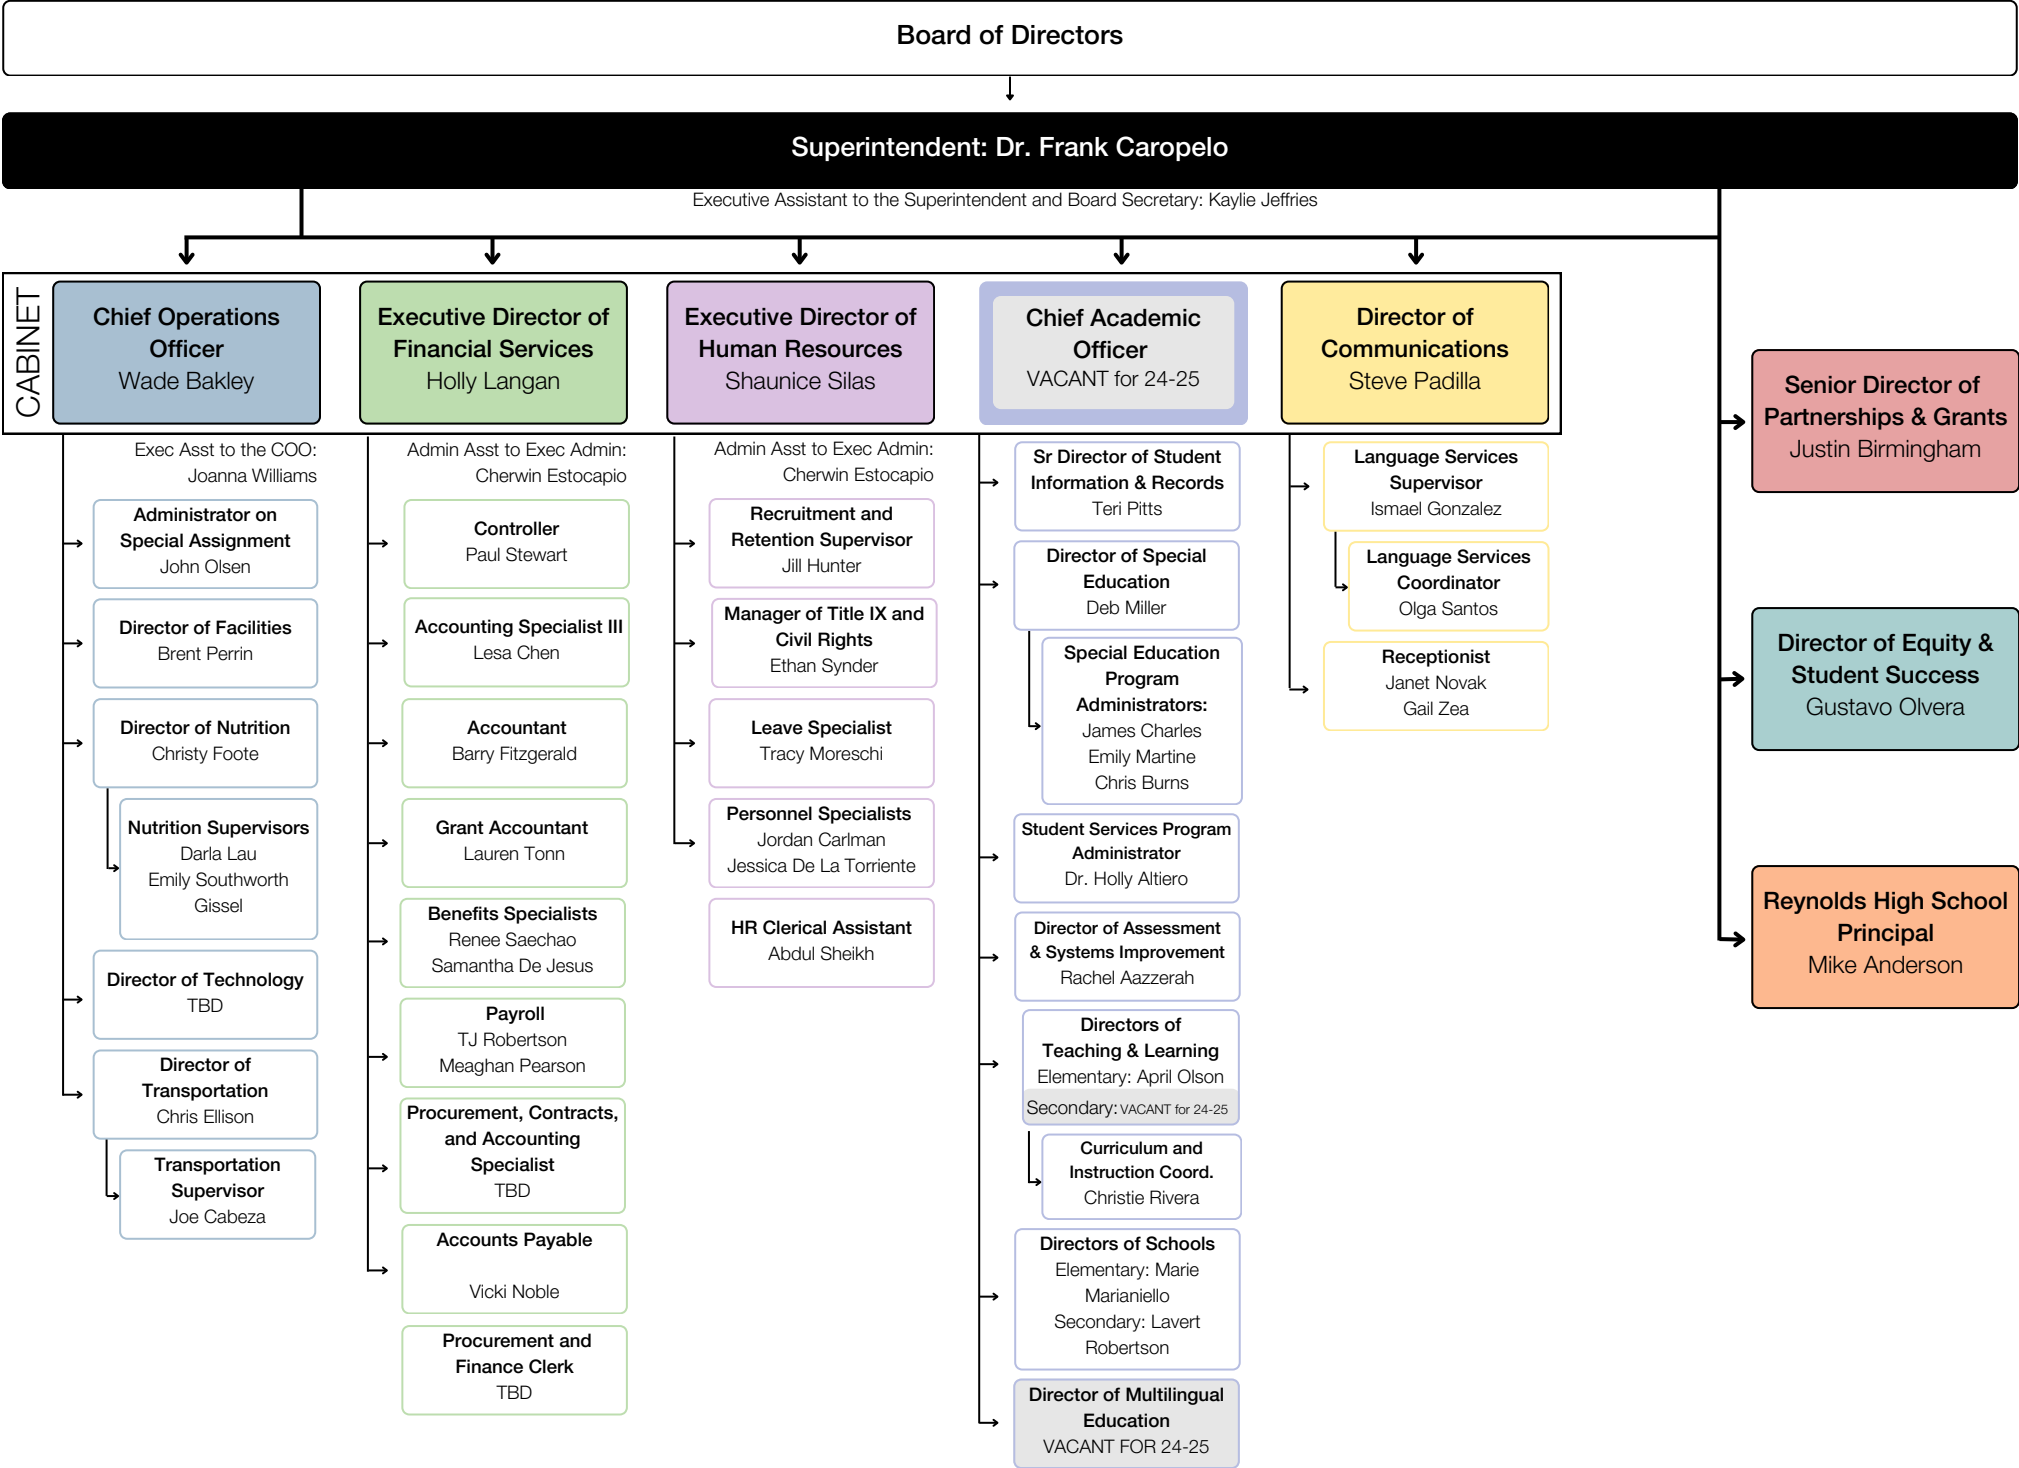 Board of Directors
Superintendent: Dr. Frank Caropelo
Executive Assistant to the Superintendent and Board Secretary: Kaylie Jeffries
CABINET
Chief Operations
Officer
Wade Bakley
Exec Asst to the COO:
Joanna Williams
Administrator on
Special Assignment
John Olsen
Director of Facilities
Brent Perrin
Director of Nutrition
Christy Foote
Nutrition Supervisors
Darla Lau
Emily Southworth
Gissel
Director of Technology
TBD
Director of
Transportation
Chris Ellison
Transportation
Supervisor
Joe Cabeza
Executive Director of
Financial Services
Holly Langan
Admin Asst to Exec Admin:
Cherwin Estocapio
Controller
Paul Stewart
Accounting Specialist III
Lesa Chen
Accountant
Barry Fitzgerald
Grant Accountant
Lauren Tonn
Benefits Specialists
Renee Saechao
Samantha De Jesus
Payroll
TJ Robertson
Meaghan Pearson
Procurement, Contracts,
and Accounting
Specialist
TBD
Accounts Payable
Vicki Noble
Procurement and
Finance Clerk
TBD
Executive Director of
Human Resources
Shaunice Silas
Admin Asst to Exec Admin:
Cherwin Estocapio
Recruitment and
Retention Supervisor
Jill Hunter
Manager of Title IX and
Civil Rights
Ethan Synder
Leave Specialist
Tracy Moreschi
Personnel Specialists
Jordan Carlman
Jessica De La Torriente
HR Clerical Assistant
Abdul Sheikh
Chief Academic
Officer
VACANT for 24-25
Sr Director of Student
Information & Records
Teri Pitts
Director of Special
Education
Deb Miller
Special Education
Program
Administrators:
James Charles
Emily Martine
Chris Burns
Student Services Program
Administrator
Dr. Holly Altiero
Director of Assessment
& Systems Improvement
Rachel Aazzerah
Directors of
Teaching & Learning
Elementary: April Olson
Secondary: VACANT for 24-25
Curriculum and
Instruction Coord.
Christie Rivera
Directors of Schools
Elementary: Marie
Marianiello
Secondary: Lavert
Robertson
Director of Multilingual
Education
VACANT FOR 24-25
Director of
Communications
Steve Padilla
Language Services
Supervisor
Ismael Gonzalez
Language Services
Coordinator
Olga Santos
Receptionist
Janet Novak
Gail Zea
Senior Director of
Partnerships & Grants
Justin Birmingham
Director of Equity &
Student Success
Gustavo Olvera
Reynolds High School
Principal
Mike Anderson